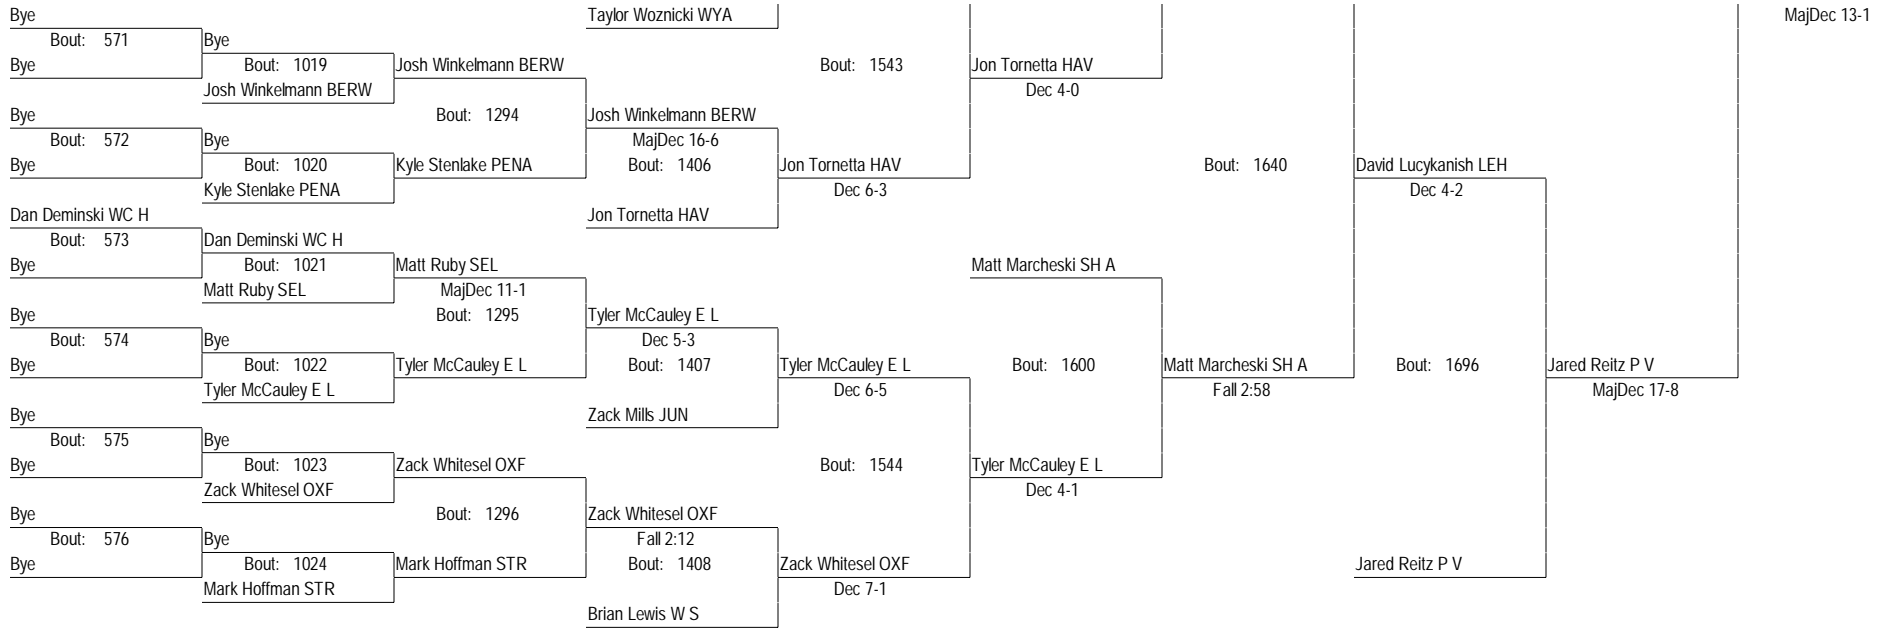 Bye
Taylor Woznicki WYA
MajDec 13-1
Bout: 571
Bye
Bye
Bout: 1019
Josh Winkelmann BERW
Bout: 1543
Jon Tornetta HAV
Josh Winkelmann BERW
Dec 4-0
Bye
Bout: 1294
Josh Winkelmann BERW
Bout: 572
Bye
MajDec 16-6
Bye
Bout: 1020
Kyle Stenlake PENA
Bout: 1406
Jon Tornetta HAV
Bout: 1640
David Lucykanish LEH
Kyle Stenlake PENA
Dec 6-3
Dec 4-2
Dan Deminski WC H
Jon Tornetta HAV
Bout: 573
Dan Deminski WC H
Bye
Bout: 1021
Matt Ruby SEL
Matt Marcheski SH A
Matt Ruby SEL
MajDec 11-1
Bye
Bout: 1295
Tyler McCauley E L
Bout: 574
Bye
Dec 5-3
Bye
Bout: 1022
Tyler McCauley E L
Bout: 1407
Tyler McCauley E L
Bout: 1600
Matt Marcheski SH A
Bout: 1696
Jared Reitz P V
Tyler McCauley E L
Dec 6-5
Fall 2:58
MajDec 17-8
Bye
Zack Mills JUN
Bout: 575
Bye
Bye
Bout: 1023
Zack Whitesel OXF
Bout: 1544
Tyler McCauley E L
Zack Whitesel OXF
Dec 4-1
Bye
Bout: 1296
Zack Whitesel OXF
Bout: 576
Bye
Fall 2:12
Bye
Bout: 1024
Mark Hoffman STR
Bout: 1408
Zack Whitesel OXF
Jared Reitz P V
Mark Hoffman STR
Dec 7-1
Brian Lewis W S